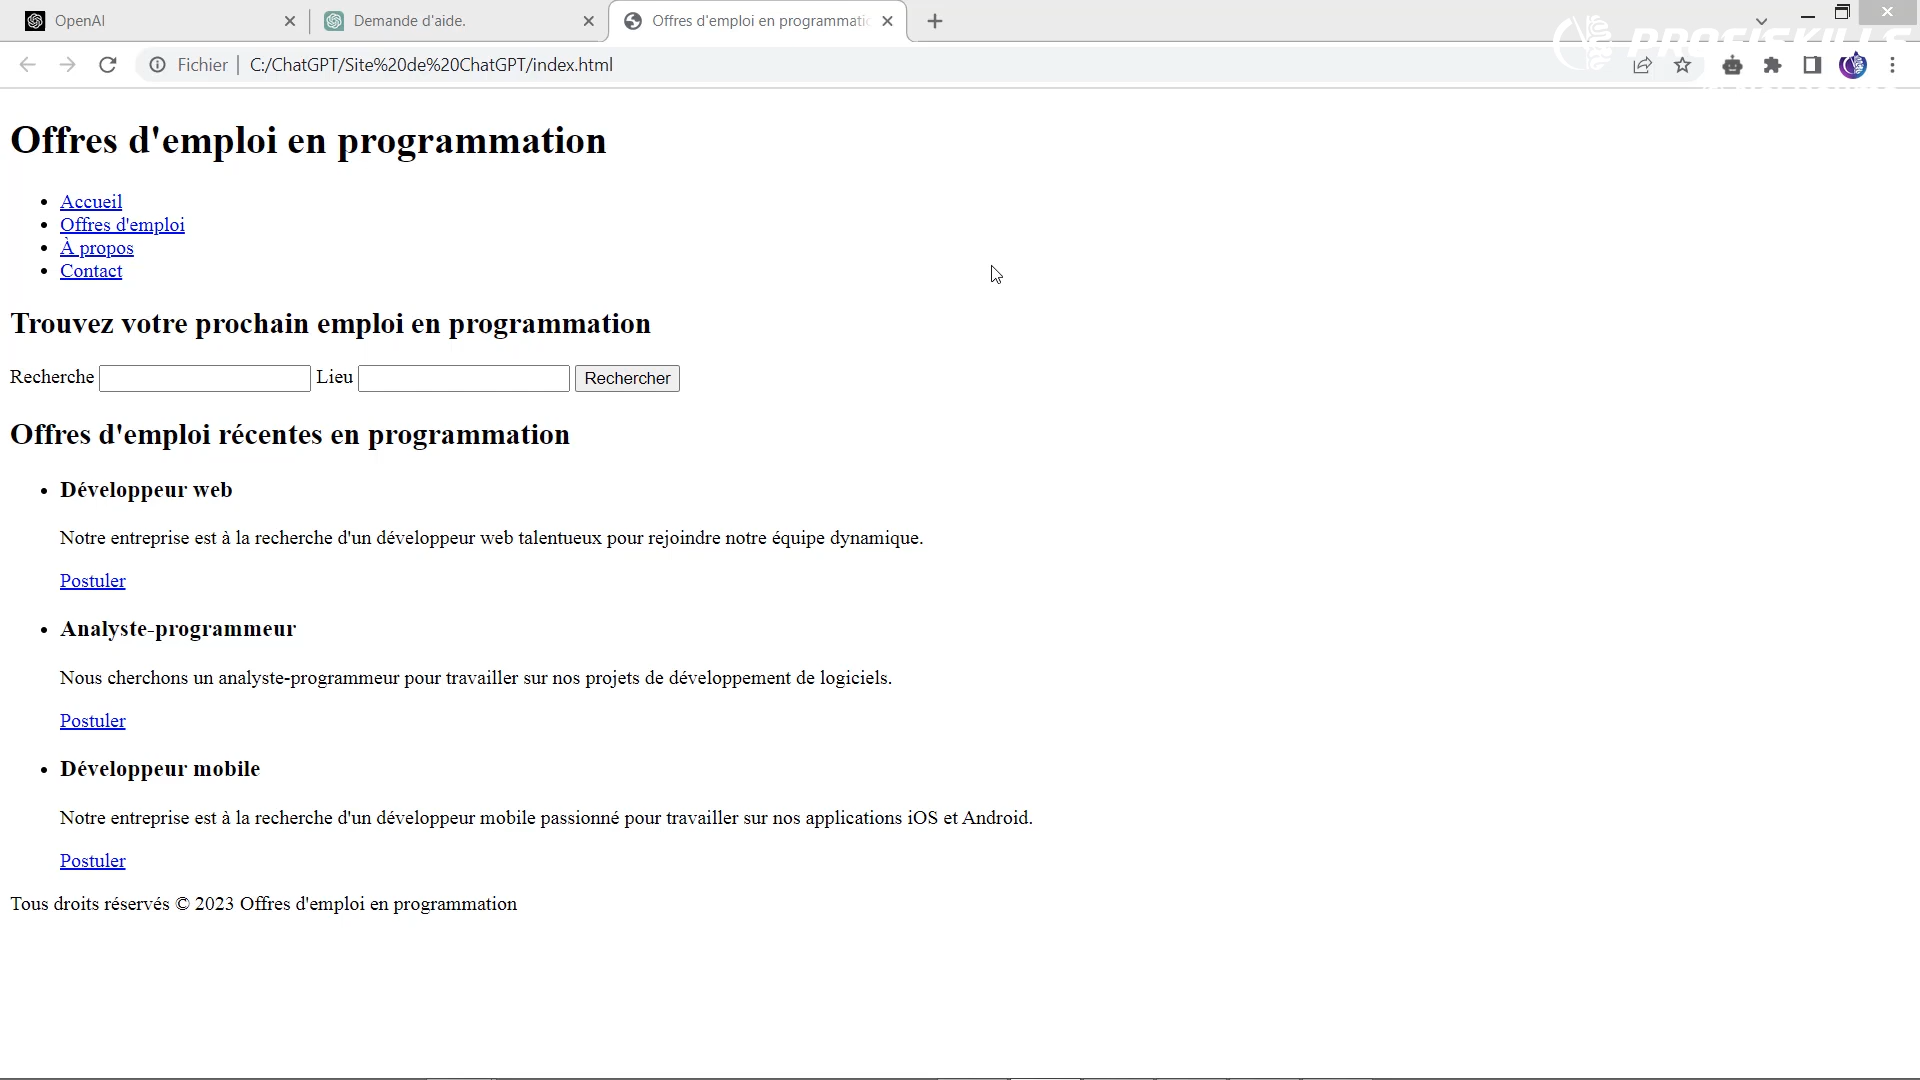 OpenAI
Demande d'aide.
Offres d'emploi en programmatic
PROSISKILLS
Fichier | C:/ChatGPT/Site%20de%20ChatGPT/index.html
Offres d'emploi en programmation
Accueil
Offres d'emploi
À propos
Contact
Trouvez votre prochain emploi en programmation
Recherche Lieu Rechercher
Offres d'emploi récentes en programmation
Développeur web
Notre entreprise est à la recherche d'un développeur web talentueux pour rejoindre notre équipe dynamique.
Postuler
Analyste-programmeur
Nous cherchons un analyste-programmeur pour travailler sur nos projets de développement de logiciels.
Postuler
Développeur mobile
Notre entreprise est à la recherche d'un développeur mobile passionné pour travailler sur nos applications iOS et Android.
Postuler
Tous droits réservés © 2023 Offres d'emploi en programmation